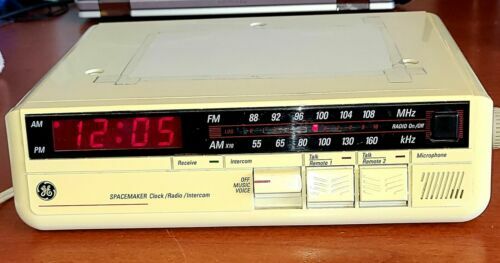 AM
PM
12:05
FM 88 92 96 100 104 108 MHz
RADIO On/Off
AM X10 55 65 80 100 130 160 kHz
Receive Intercom Talk Remote 1 Talk Remote 2 Microphone
GE
SPACEMAKER Clock/Radio/Intercom
OFF
MUSIC
VOICE